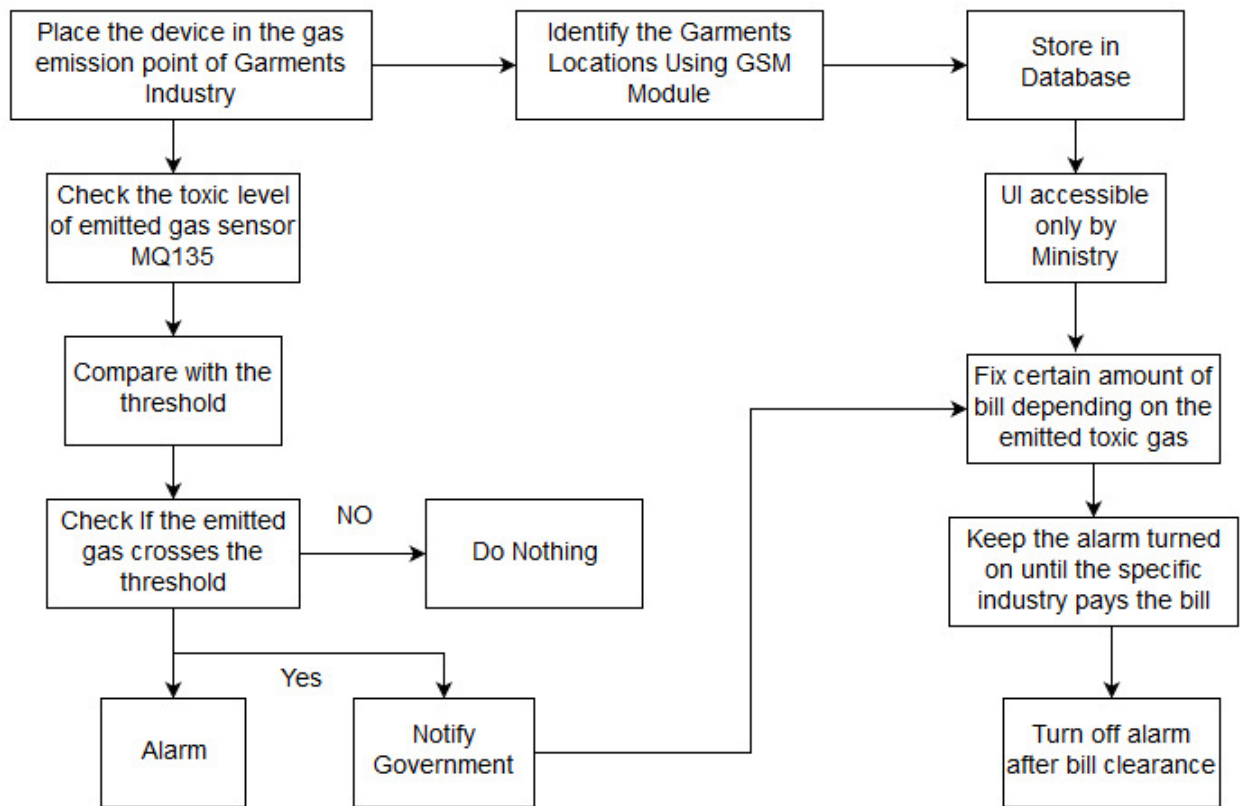 Place the device in the gas
emission point of Garments
Industry
Identify the Garments
Locations Using GSM
Module
Store in
Database
Check the toxic level
of emitted gas sensor
MQ135
UI accessible
only by
Ministry
Compare with the
threshold
Fix certain amount of
bill depending on the
emitted toxic gas
Check If the emitted
gas crosses the
threshold
NO
Do Nothing
Keep the alarm turned
on until the specific
industry pays the bill
Yes
Alarm
Notify
Government
Turn off alarm
after bill clearance